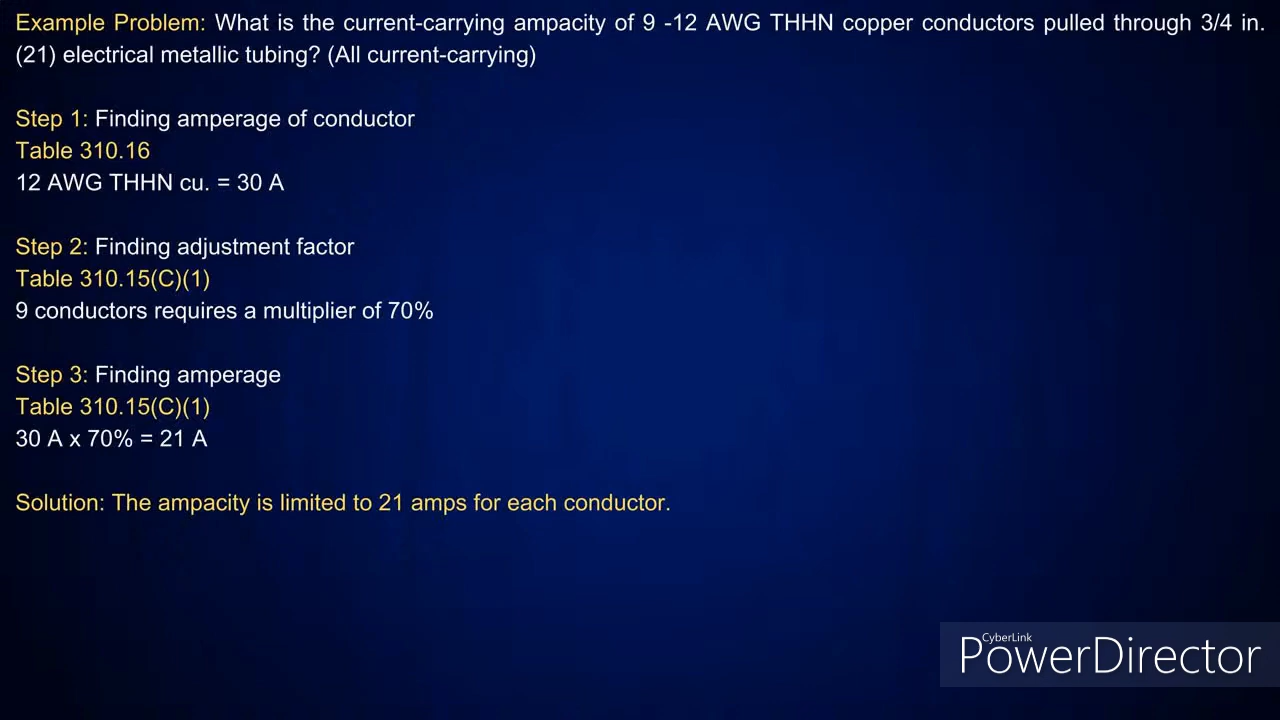 Example Problem: What is the current-carrying ampacity of 9 -12 AWG THHN copper conductors pulled through 3/4 in.
(21) electrical metallic tubing? (All current-carrying)
Step 1: Finding amperage of conductor
Table 310.16
12 AWG THHN cu. = 30 A
Step 2: Finding adjustment factor
Table 310.15(C)(1)
9 conductors requires a multiplier of 70%
Step 3: Finding amperage
Table 310.15(C)(1)
30 A x 70% = 21 A
Solution: The ampacity is limited to 21 amps for each conductor.
CyberLink
PowerDirector